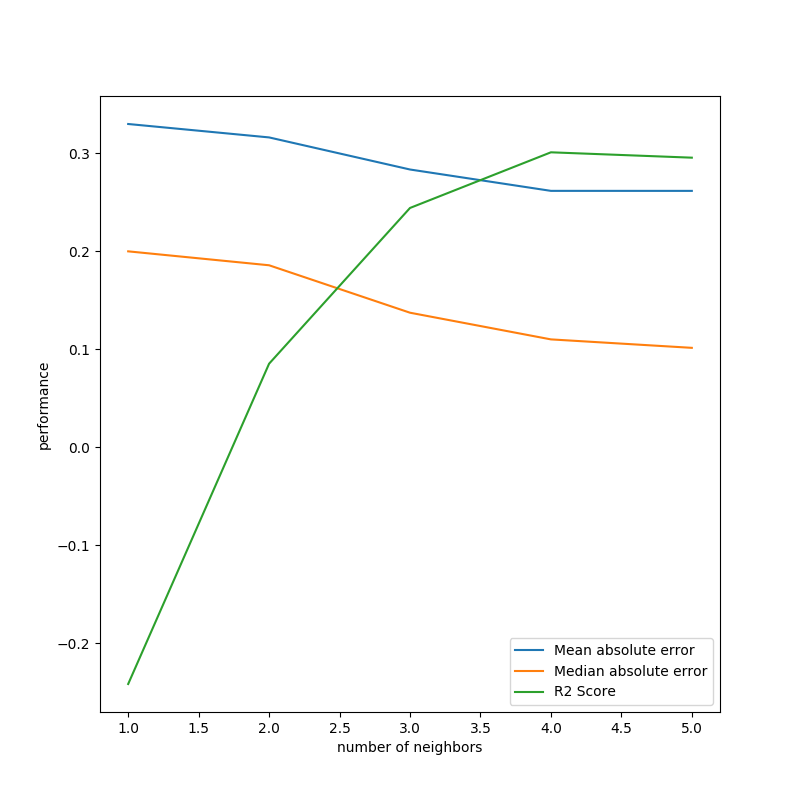 0.3
0.2
0.1
0.0
−0.1
−0.2
performance
1.0 1.5 2.0 2.5 3.0 3.5 4.0 4.5 5.0
number of neighbors
Mean absolute error
Median absolute error
R2 Score